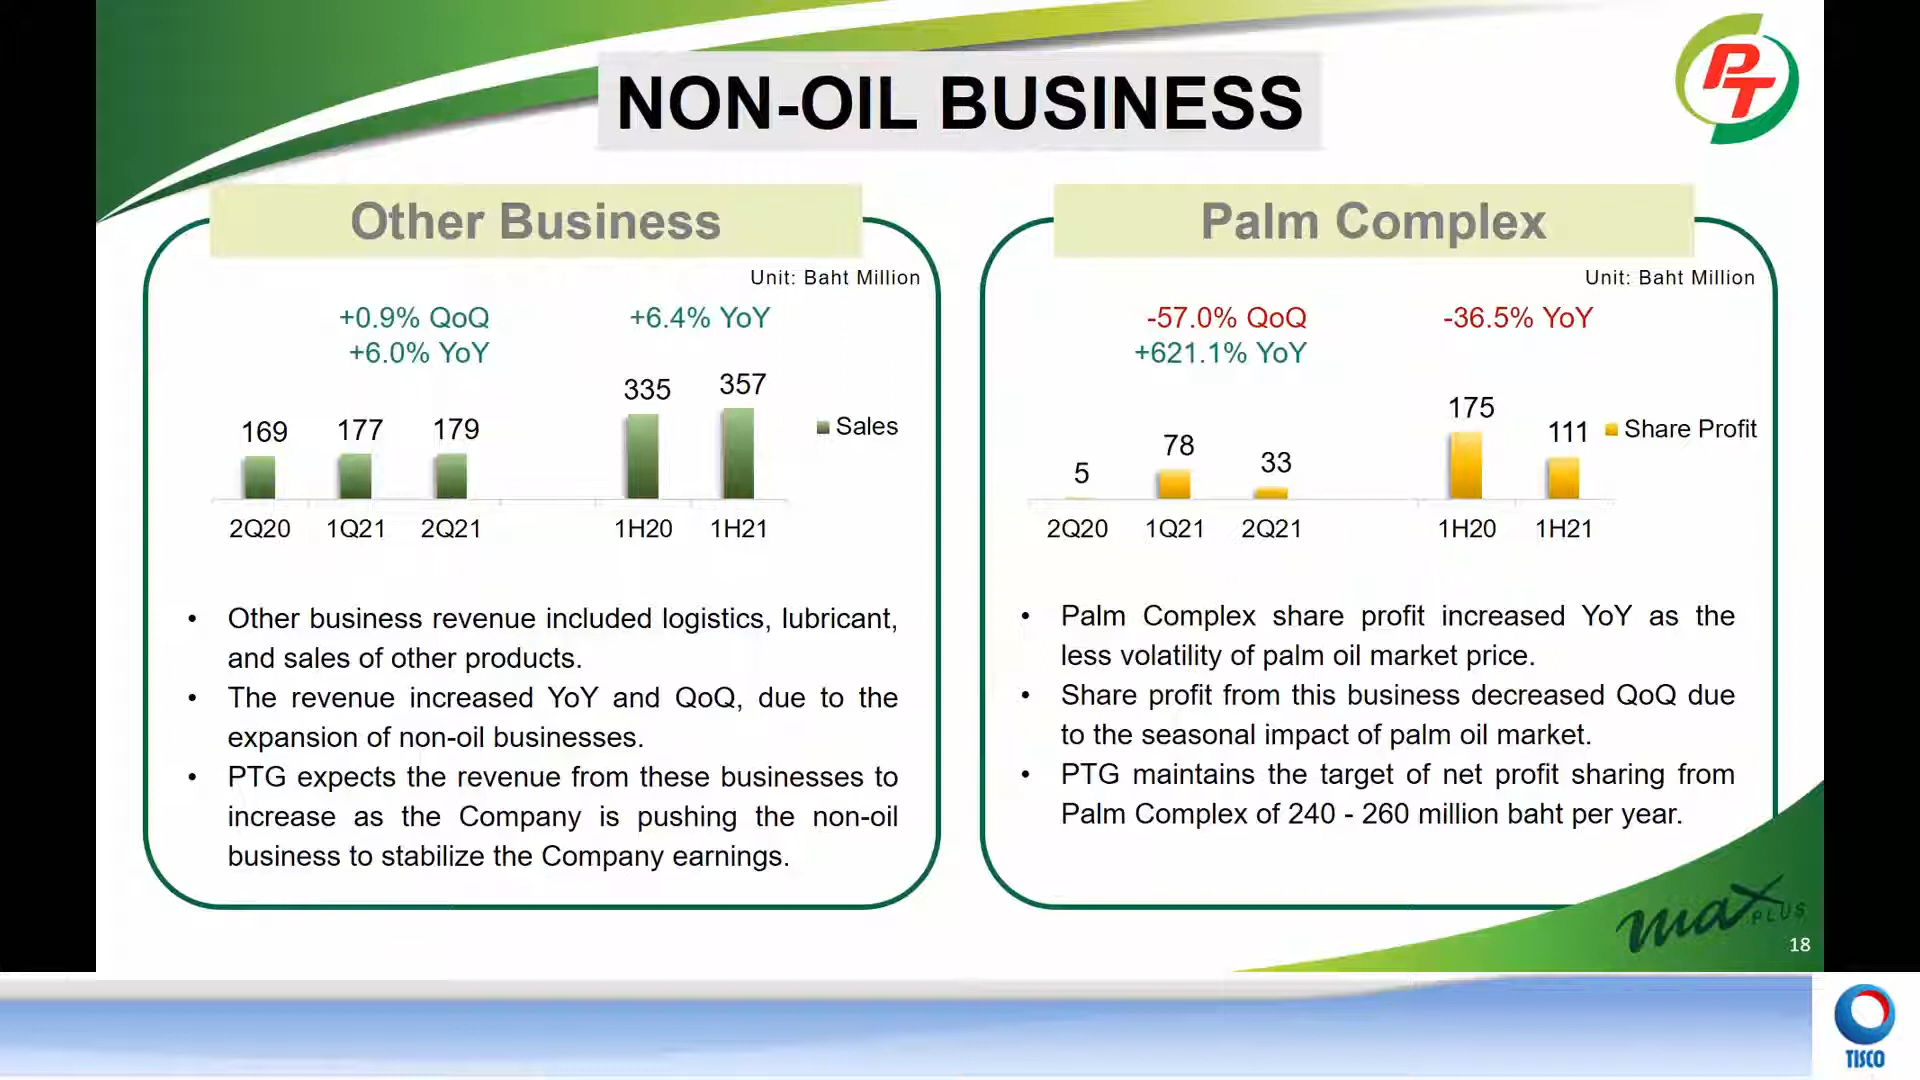 NON-OIL BUSINESS
PT
Other Business
Unit: Baht Million
+0.9% QoQ
+6.4% YoY
+6.0% YoY
169
177
179
335
357
Sales
2Q20
1Q21
2Q21
1H20
1H21
• Other business revenue included logistics, lubricant,
and sales of other products.
• The revenue increased YoY and QoQ, due to the
expansion of non-oil businesses.
• PTG expects the revenue from these businesses to
increase as the Company is pushing the non-oil
business to stabilize the Company earnings.
Palm Complex
Unit: Baht Million
-57.0% QoQ
-36.5% YoY
+621.1% YoY
5
78
33
175
111
Share Profit
2Q20
1Q21
2Q21
1H20
1H21
• Palm Complex share profit increased YoY as the
less volatility of palm oil market price.
• Share profit from this business decreased QoQ due
to the seasonal impact of palm oil market.
• PTG maintains the target of net profit sharing from
Palm Complex of 240 - 260 million baht per year.
max PLUS
18
TISCO